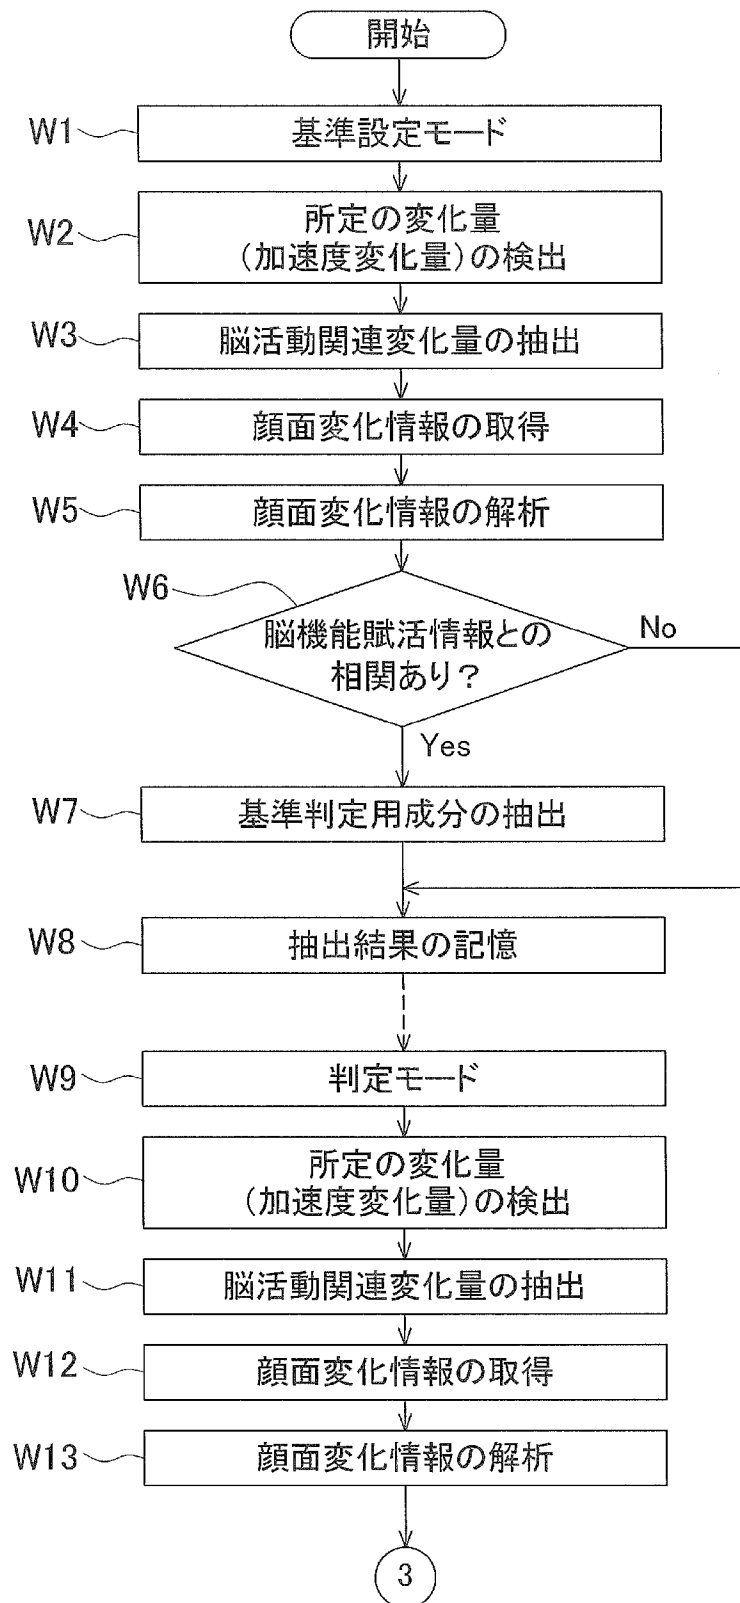 開始
W1
基準設定モード
W2
所定の変化量
(加速度変化量)の検出
W3
脳活動関連変化量の抽出
W4
顔面変化情報の取得
W5
顔面変化情報の解析
W6
脳機能賦活情報との
相関あり?
No
Yes
W7
基準判定用成分の抽出
W8
抽出結果の記憶
W9
判定モード
W10
所定の変化量
(加速度変化量)の検出
W11
脳活動関連変化量の抽出
W12
顔面変化情報の取得
W13
顔面変化情報の解析
3